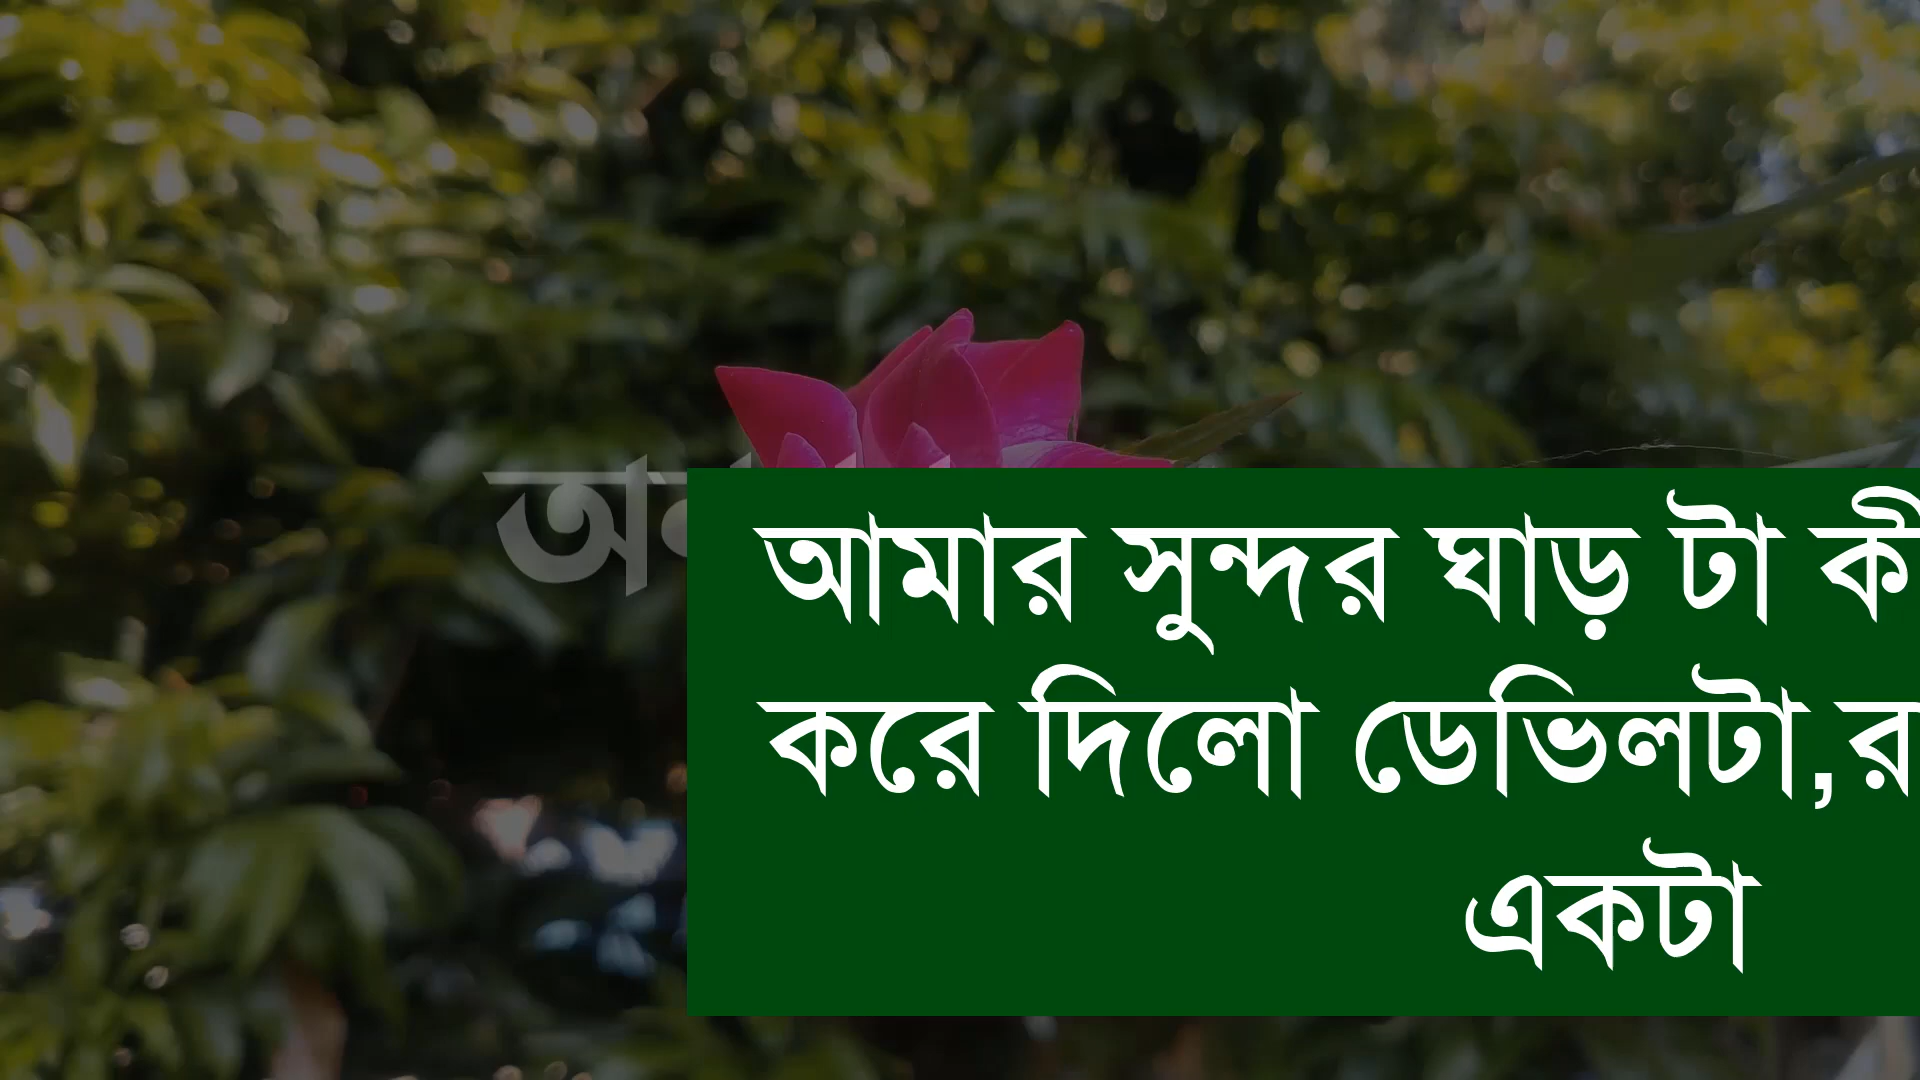 আমার সুন্দর ঘাড় টা কী
করে দিলো ডেভিলটা,র
একটা